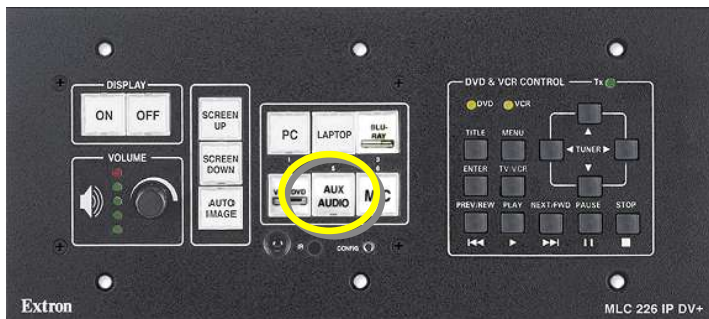 DISPLAY
ON OFF
VOLUME
SCREEN
UP
SCREEN
DOWN
AUTO
IMAGE
PC LAPTOP BLU-
RAY
1 3
5 6
AUX
AUDIO
IR CONFIG
DVD & VCR CONTROL Tx
DVD VCR
TITLE MENU
TUNER
ENTER TV/VCR
PREV/REW PLAY NEXT/FWD PAUSE STOP
Extron MLC 226 IP DV+